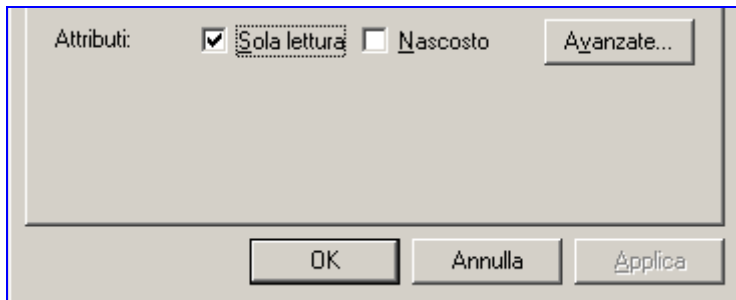 Attributi: Sola lettura Nascosto Avanzate...
OK Annulla Applica